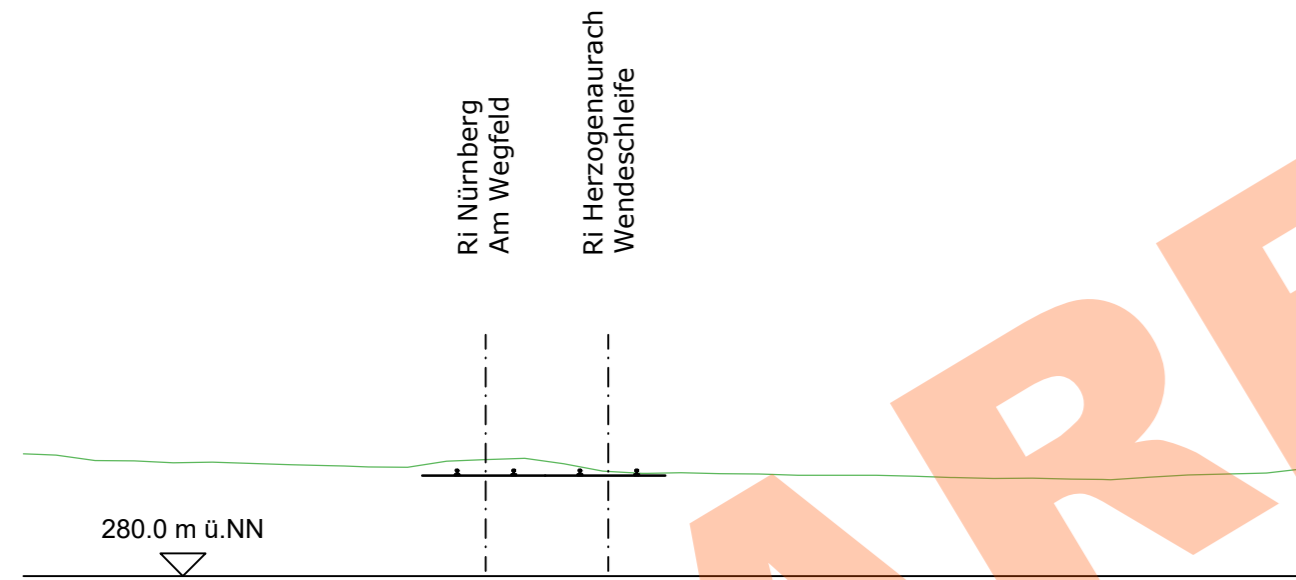 Ri Nürnberg
Am Wegfeld
Ri Herzogenaurach
Wendeschleife
280.0 m ü.NN